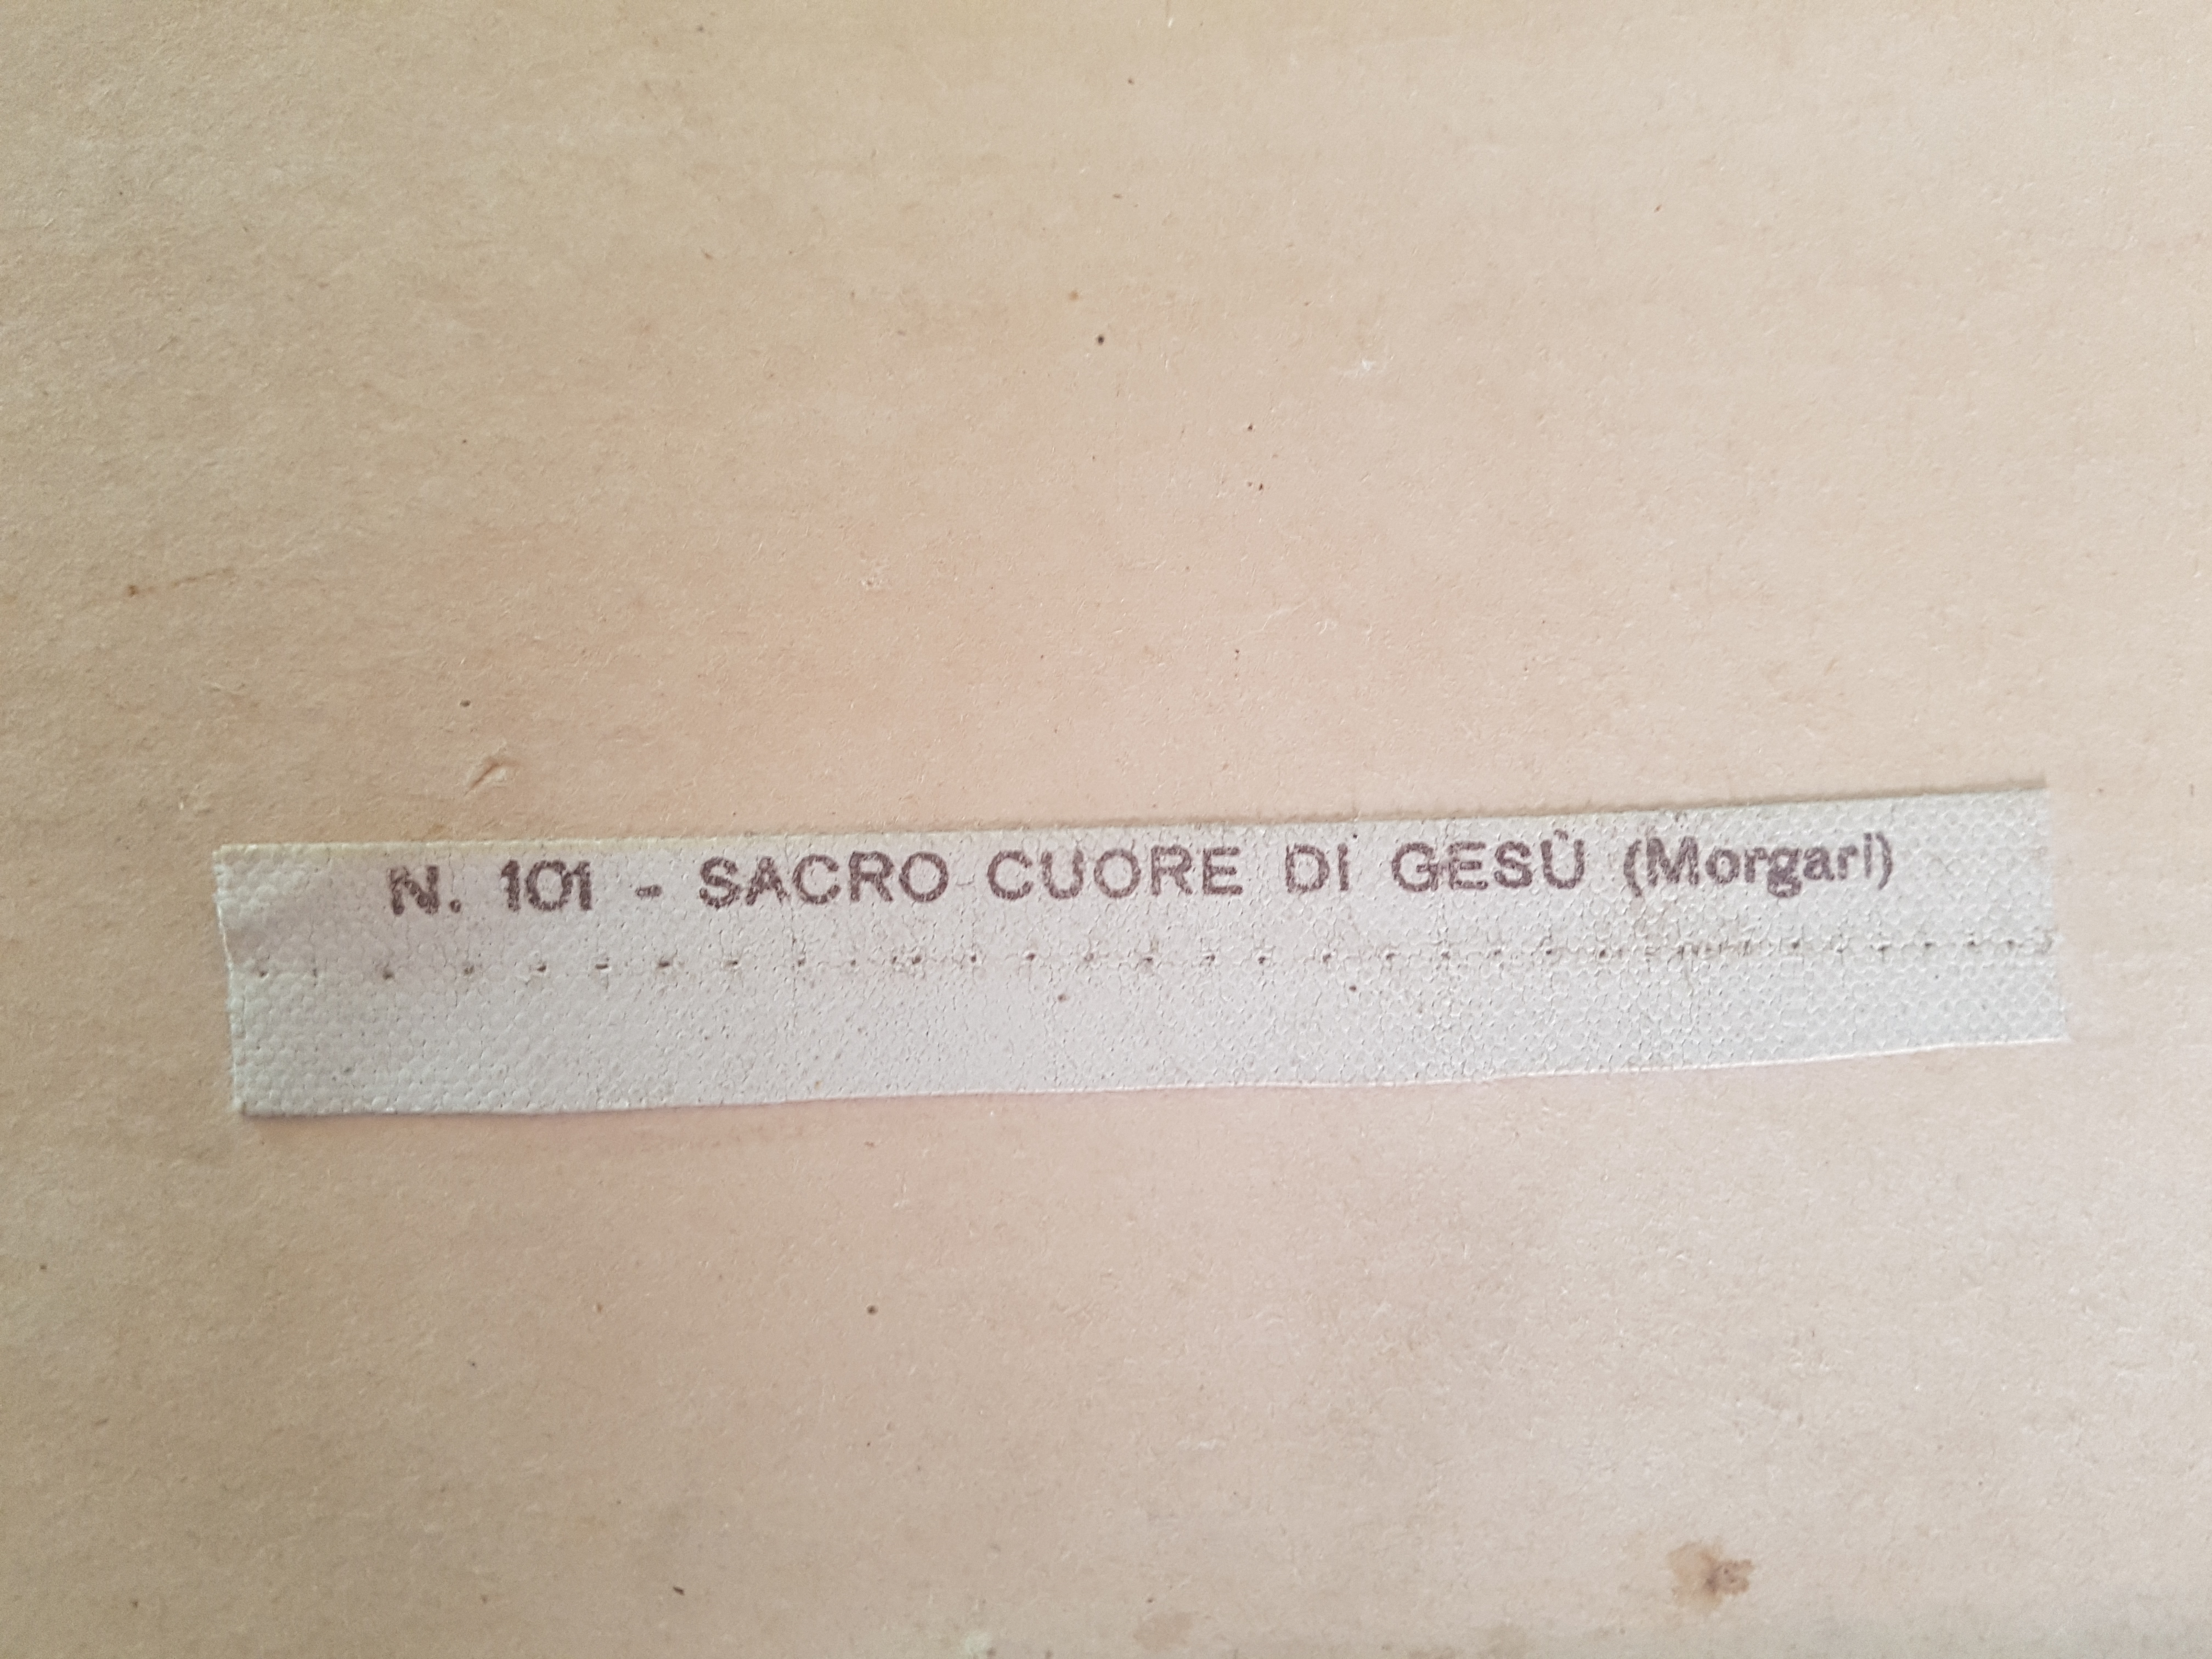 N. 101 - SACRO CUORE DI GESÙ (Morgari)